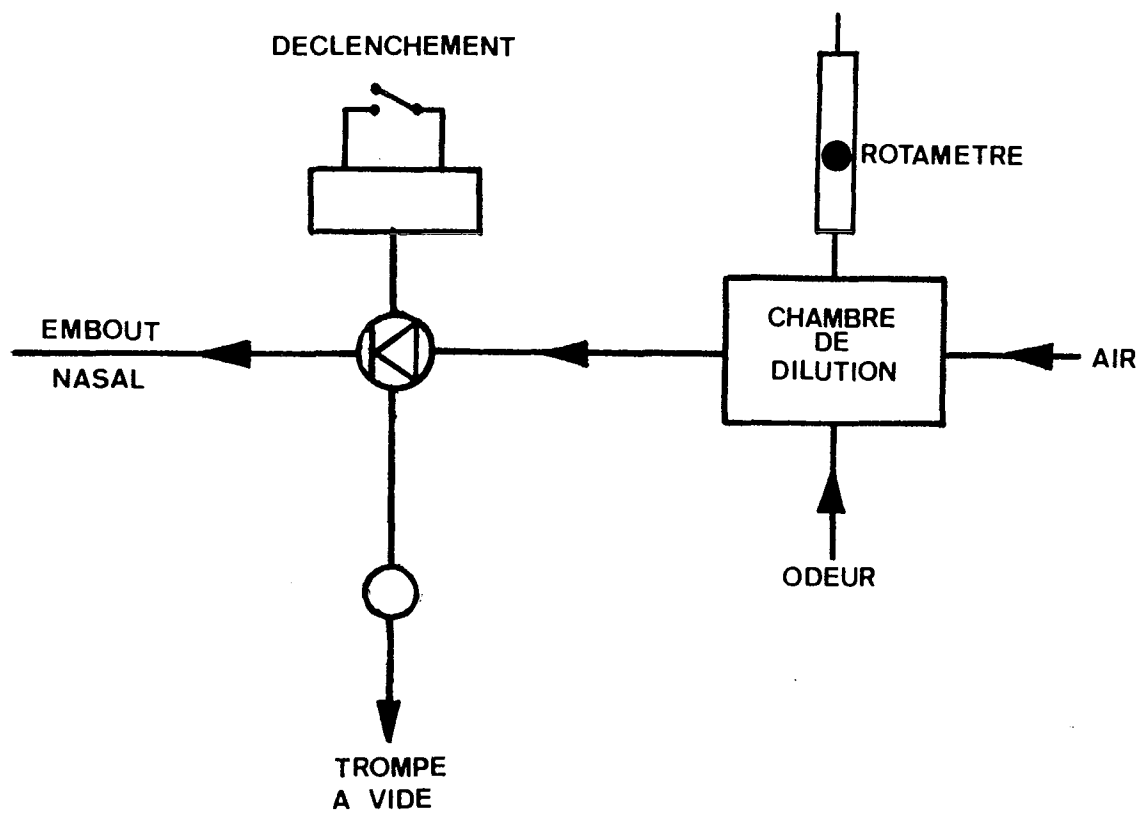 DECLENCHEMENT
ROTAMETRE
EMBOUT
NASAL
CHAMBRE
DE
DILUTION
AIR
ODEUR
TROMPE
A VIDE